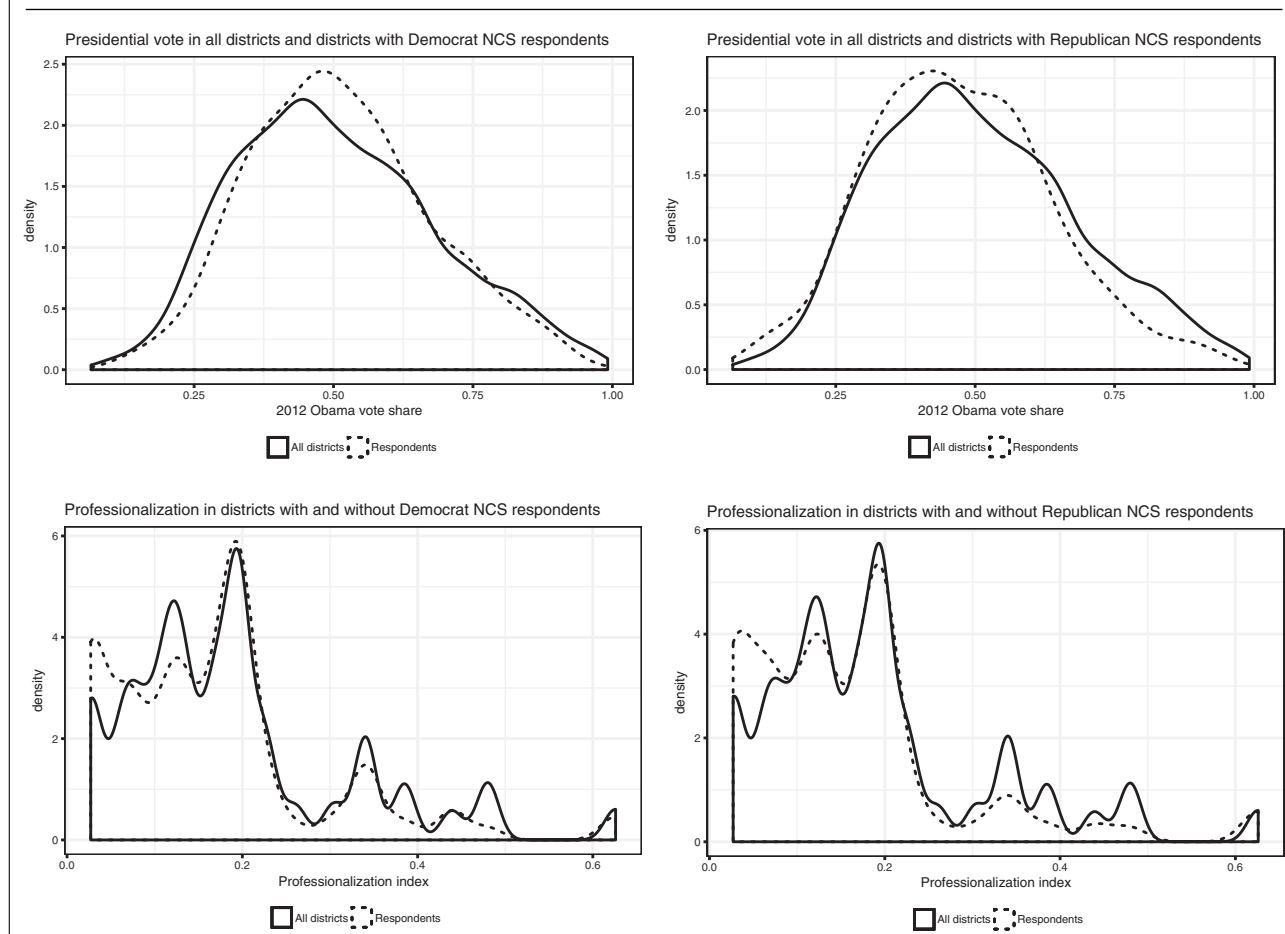 Presidential vote in all districts and districts with Democrat NCS respondents
2.5
2.0
1.5
1.0
0.5
0.0
density
0.25
0.50
0.75
1.00
2012 Obama vote share
All districts
Respondents
Presidential vote in all districts and districts with Republican NCS respondents
2.0
1.5
1.0
0.5
0.0
density
0.25
0.50
0.75
1.00
2012 Obama vote share
All districts
Respondents
Professionalization in districts with and without Democrat NCS respondents
6
4
2
0
density
0.0
0.2
0.4
0.6
Professionalization index
All districts
Respondents
Professionalization in districts with and without Republican NCS respondents
6
4
2
0
density
0.0
0.2
0.4
0.6
Professionalization index
All districts
Respondents